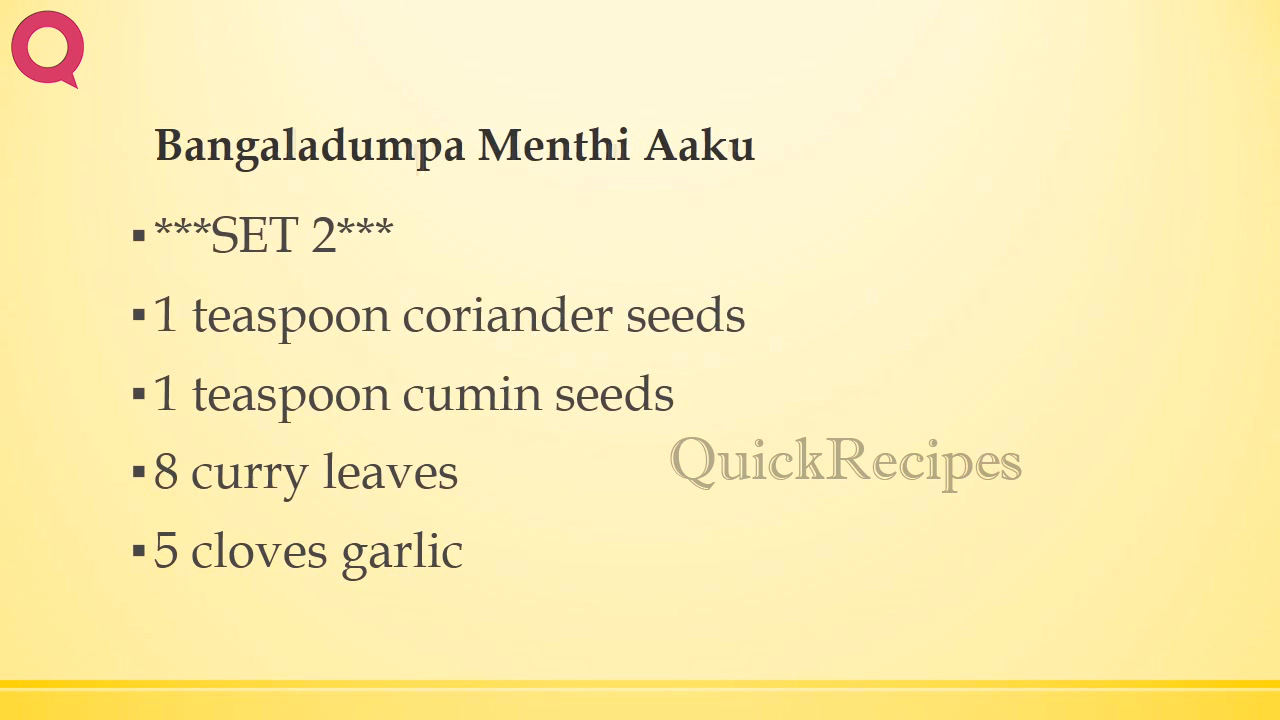 Bangaladumpa Menthi Aaku
▪ ***SET 2***
▪ 1 teaspoon coriander seeds
▪ 1 teaspoon cumin seeds
▪ 8 curry leaves
QuickRecipes
▪ 5 cloves garlic